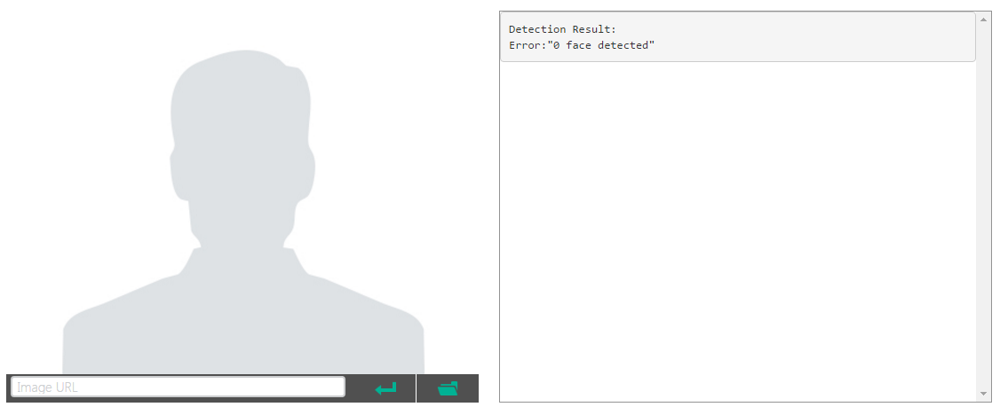 Detection Result:
Error:"0 face detected"
Image URL